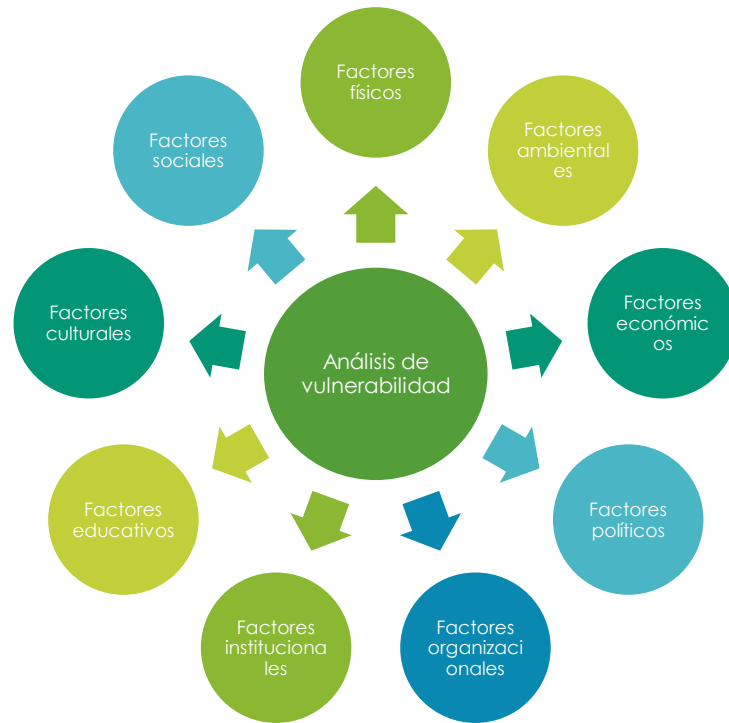 Factores
físicos
Factores
ambiental
es
Factores
económic
os
Factores
políticos
Factores
organizaci
onales
Factores
instituciona
les
Factores
educativos
Factores
culturales
Factores
sociales
Análisis de
vulnerabilidad